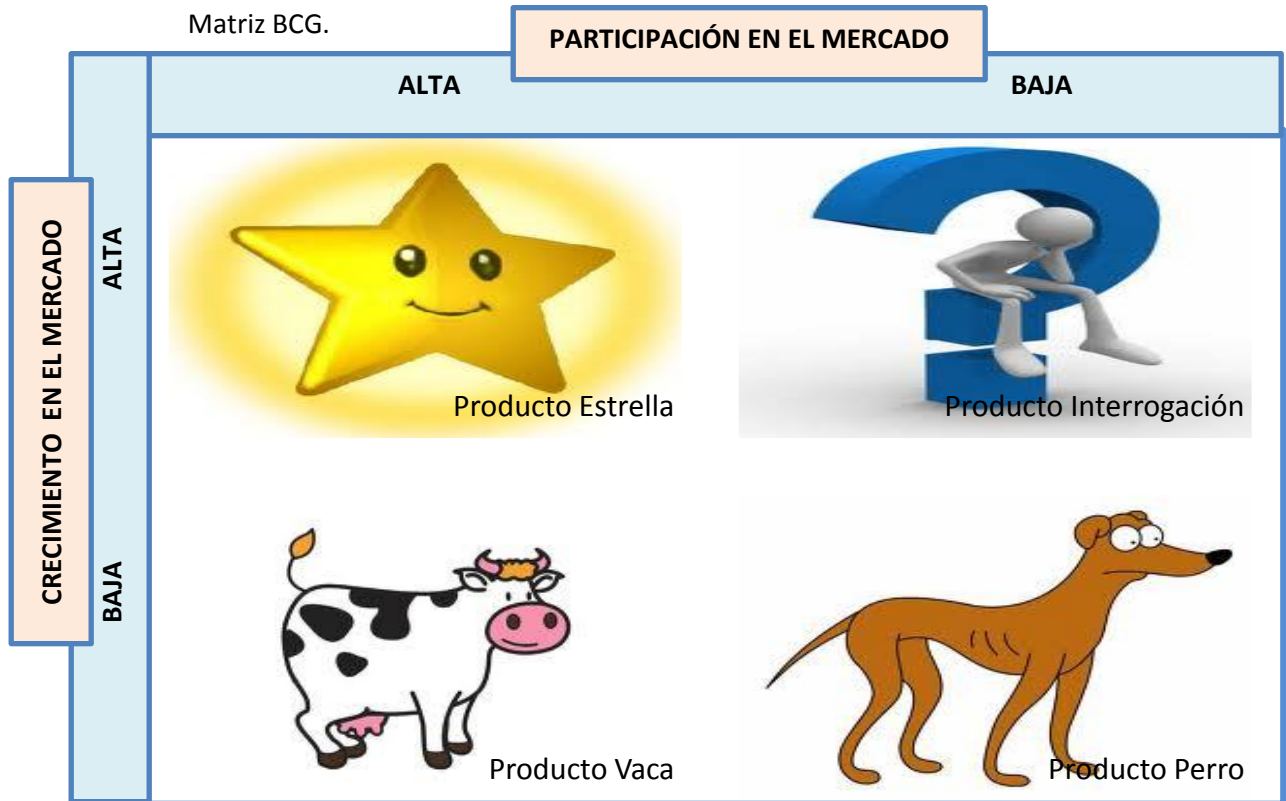 Matriz BCG.
PARTICIPACIÓN EN EL MERCADO
ALTA
BAJA
CRECIMIENTO EN EL MERCADO
ALTA
Producto Estrella
Producto Interrogación
BAJA
Producto Vaca
Producto Perro